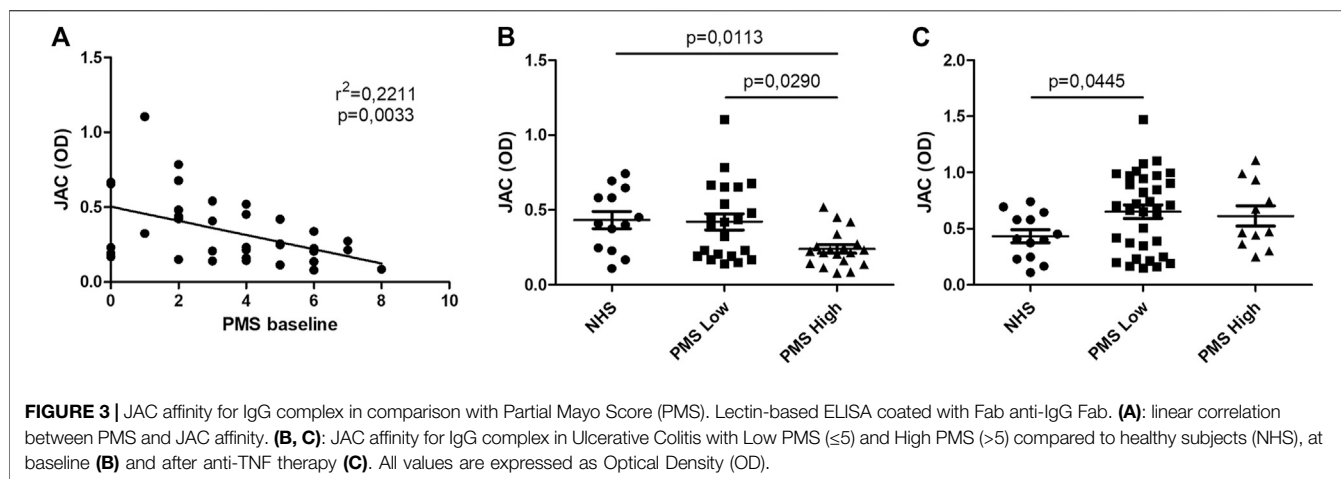 A
1.5
1.0
0.5
0.0
JAC (OD)
r²=0,2211
p=0,0033
0
2
4
6
8
10
PMS baseline
B
1.5
1.0
0.5
0.0
JAC (OD)
p=0,0113
p=0,0290
NHS
PMS Low
PMS High
C
2.0
1.5
1.0
0.5
0.0
JAC (OD)
p=0,0445
NHS
PMS Low
PMS High
FIGURE 3 | JAC affinity for IgG complex in comparison with Partial Mayo Score (PMS). Lectin-based ELISA coated with Fab anti-IgG Fab. (A): linear correlation
between PMS and JAC affinity. (B, C): JAC affinity for IgG complex in Ulcerative Colitis with Low PMS (≤5) and High PMS (>5) compared to healthy subjects (NHS), at
baseline (B) and after anti-TNF therapy (C). All values are expressed as Optical Density (OD).